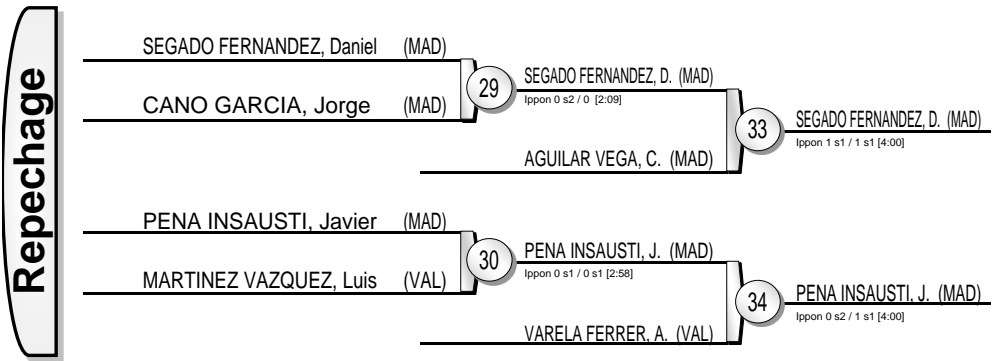 Repechage
SEGADO FERNANDEZ, Daniel (MAD)
CANO GARCIA, Jorge (MAD)
29
SEGADO FERNANDEZ, D. (MAD)
Ippon 0 s2 / 0 [2:09]
AGUILAR VEGA, C. (MAD)
33
SEGADO FERNANDEZ, D. (MAD)
Ippon 1 s1 / 1 s1 [4:00]
PENA INSAUSTI, Javier (MAD)
MARTINEZ VAZQUEZ, Luis (VAL)
30
PENA INSAUSTI, J. (MAD)
Ippon 0 s1 / 0 s1 [2:58]
VARELA FERRER, A. (VAL)
34
PENA INSAUSTI, J. (MAD)
Ippon 0 s2 / 1 s1 [4:00]